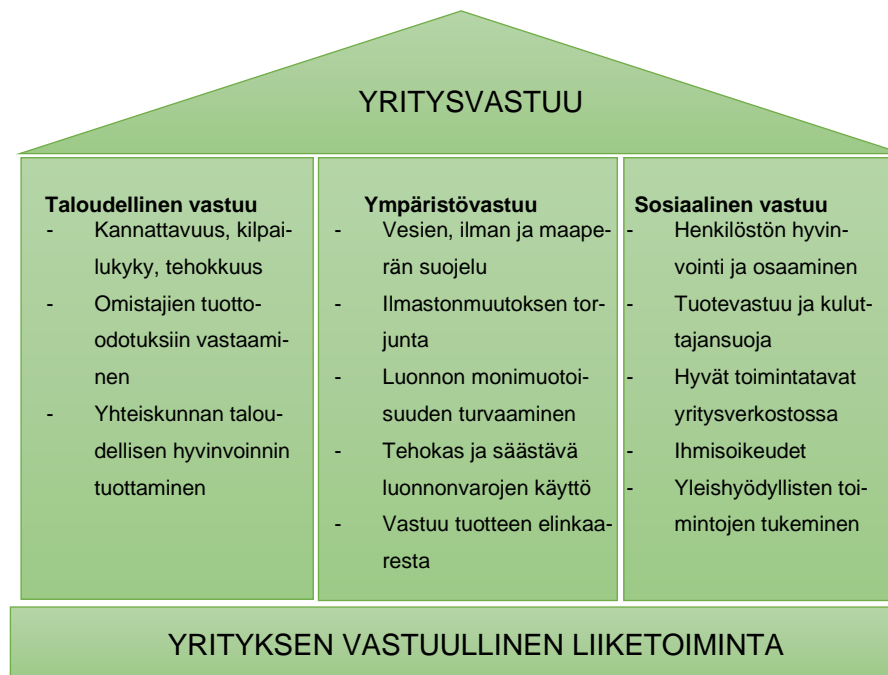 YRITYSVASTUU
Taloudellinen vastuu
- Kannattavuus, kilpai-
lukyky, tehokkuus
- Omistajien tuotto-
odotuksiin vastaami-
nen
- Yhteiskunnan talou-
dellisen hyvinvoinnin
tuottaminen
Ympäristövastuu
- Vesien, ilman ja maape-
rän suojelu
- Ilmastonmuutoksen tor-
junta
- Luonnon monimuotoi-
suuden turvaaminen
- Tehokas ja säästävä
luonnonvarojen käyttö
- Vastuu tuotteen elinkaa-
resta
Sosiaalinen vastuu
- Henkilöstön hyvin-
vointi ja osaaminen
- Tuotevastuu ja kulut-
tajansuoja
- Hyvät toimintatavat
yritysverkostossa
- Ihmisoikeudet
- Yleishyödyllisten toi-
mintojen tukeminen
YRITYKSEN VASTUULLINEN LIIKETOIMINTA